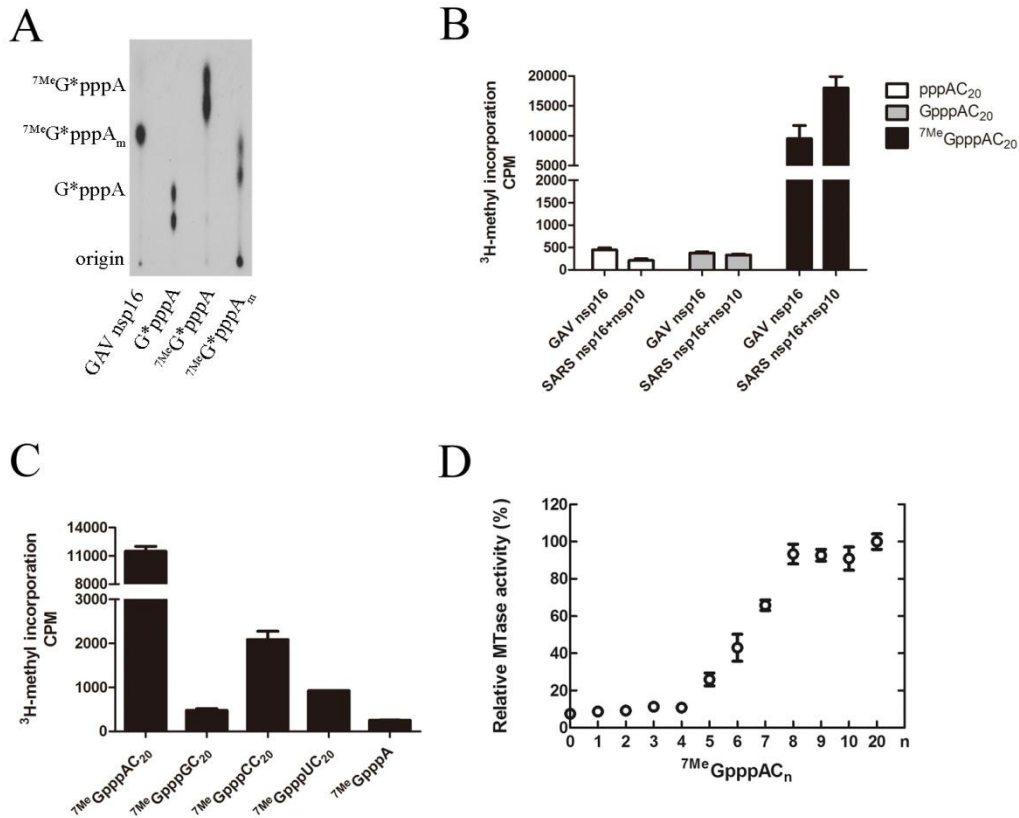 A
⁷ᴹᵉG*pppA
⁷ᴹᵉG*pppAₘ
G*pppA
origin
GAV nsp16
G*pppA
⁷ᴹᵉG*pppA
⁷ᴹᵉG*pppAₘ
B
³H-methyl incorporation
CPM
20000
15000
10000
5000
2000
1500
1000
500
0
GAV nsp16
SARS nsp16+nsp10
GAV nsp16
SARS nsp16+nsp10
GAV nsp16
SARS nsp16+nsp10
pppAC₂₀
GpppAC₂₀
⁷ᴹᵉGpppAC₂₀
C
³H-methyl incorporation
CPM
14000
11000
8000
3000
2000
1000
0
⁷ᴹᵉGpppAC₂₀
⁷ᴹᵉGpppGC₂₀
⁷ᴹᵉGpppCC₂₀
⁷ᴹᵉGpppUC₂₀
⁷ᴹᵉGpppA
D
Relative MTase activity (%)
120
100
80
60
40
20
0
0 1 2 3 4 5 6 7 8 9 10 20 n
⁷ᴹᵉGpppACₙ